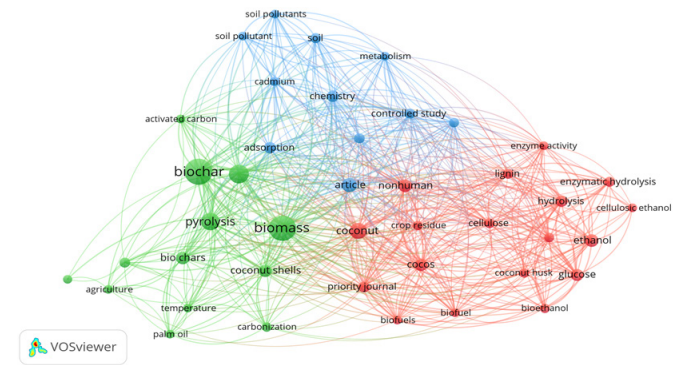 soil pollutants
soil pollutant
soil
metabolism
cadmium
chemistry
activated carbon
controlled study
adsorption
enzyme activity
biochar
article
nonhuman
lignin
enzymatic hydrolysis
hydrolysis
cellulosic ethanol
pyrolysis
biomass
coconut
crop residue
cellulose
ethanol
bio chars
coconut shells
cocos
coconut husk
glucose
agriculture
priority journal
temperature
biofuels
biofuel
bioethanol
palm oil
carbonization
VOSviewer